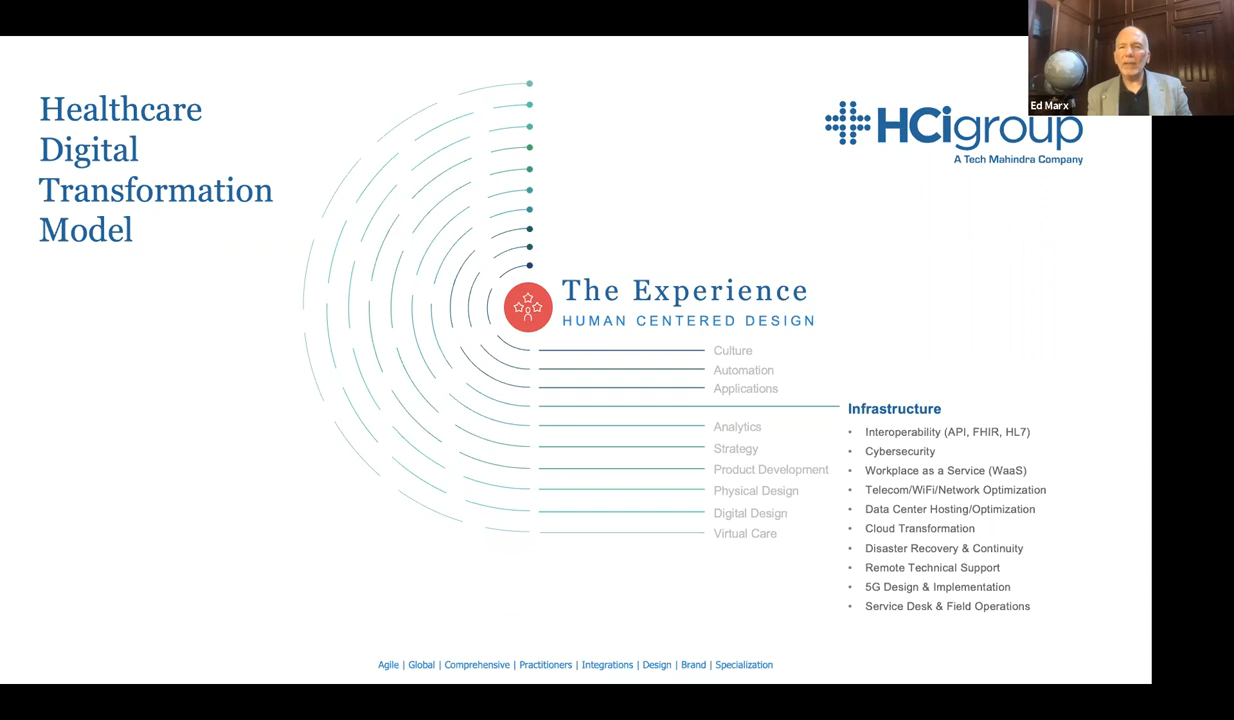 Healthcare
Digital
Transformation
Model
Ed Marx
HCigroup
A Tech Mahindra Company
The Experience
HUMAN CENTERED DESIGN
Culture
Automation
Applications
Infrastructure
• Interoperability (API, FHIR, HL7)
• Cybersecurity
• Workplace as a Service (WaaS)
• Telecom/WiFi/Network Optimization
• Data Center Hosting/Optimization
• Cloud Transformation
• Disaster Recovery & Continuity
• Remote Technical Support
• 5G Design & Implementation
• Service Desk & Field Operations
Analytics
Strategy
Product Development
Physical Design
Digital Design
Virtual Care
Agile | Global | Comprehensive | Practitioners | Integrations | Design | Brand | Specialization